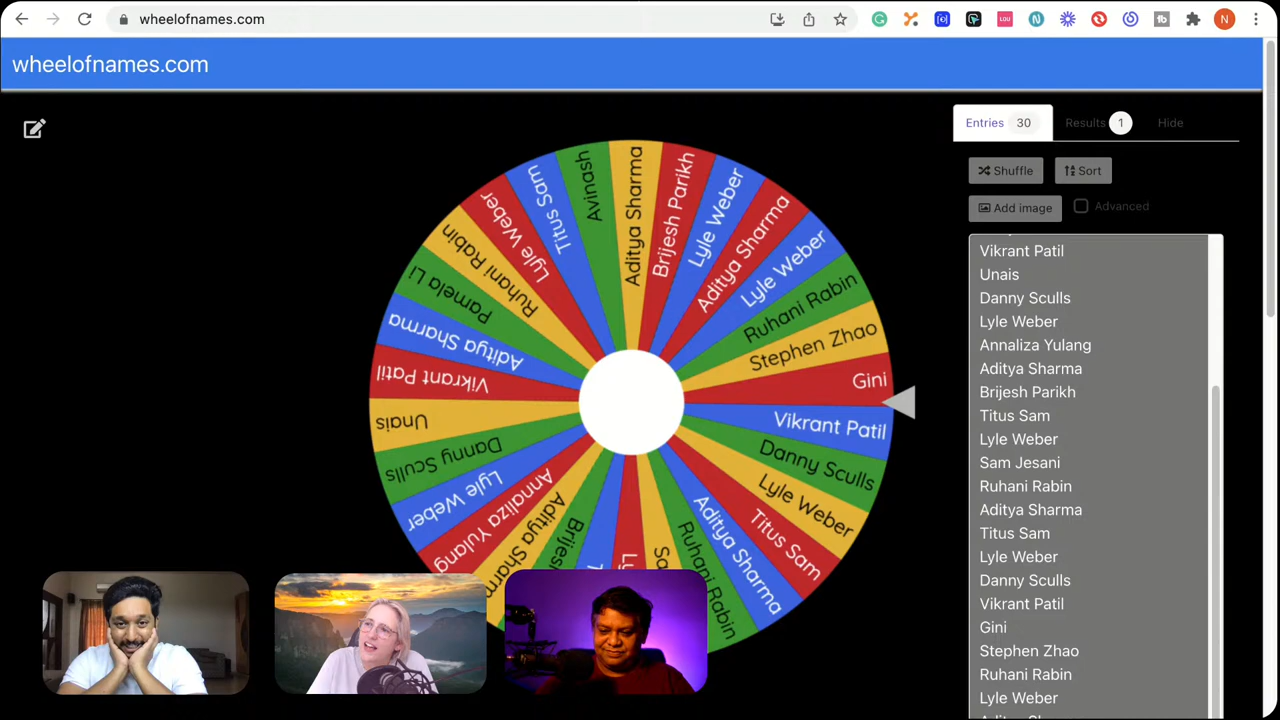 wheelofnames.com
N
wheelofnames.com
Entries 30
Results 1
Hide
Shuffle
Sort
Add image
Advanced
Vikrant Patil
Unais
Danny Sculls
Lyle Weber
Annaliza Yulang
Aditya Sharma
Brijesh Parikh
Titus Sam
Lyle Weber
Sam Jesani
Ruhani Rabin
Aditya Sharma
Titus Sam
Lyle Weber
Danny Sculls
Vikrant Patil
Gini
Stephen Zhao
Ruhani Rabin
Lyle Weber
Aditya Sharma
Brijesh Parikh
Lyle Weber
Aditya Sharma
Lyle Weber
Ruhani Rabin
Stephen Zhao
Gini
Vikrant Patil
Danny Sculls
Lyle Weber
Titus Sam
Aditya Sharma
Ruhani Rabin
Aditya Sharm
Annaliza Yulang
Lyle Weber
Danny Sculls
Unais
Vikrant Patil
Aditya Sharma
Pamela Li
Ruhani Rabin
Lyle Weber
Titus Sam
Avinash